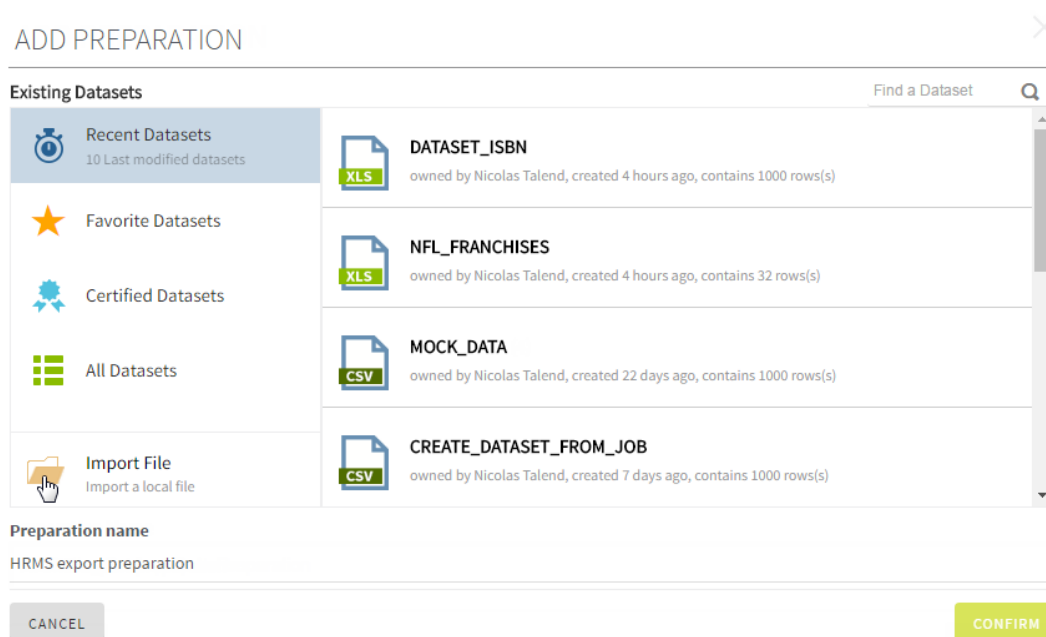 ADD PREPARATION
Existing Datasets
Find a Dataset
Recent Datasets
10 Last modified datasets
Favorite Datasets
Certified Datasets
All Datasets
Import File
Import a local file
XLS
DATASET_ISBN
owned by Nicolas Talend, created 4 hours ago, contains 1000 rows(s)
XLS
NFL_FRANCHISES
owned by Nicolas Talend, created 4 hours ago, contains 32 rows(s)
CSV
MOCK_DATA
owned by Nicolas Talend, created 22 days ago, contains 1000 rows(s)
CSV
CREATE_DATASET_FROM_JOB
owned by Nicolas Talend, created 7 days ago, contains 1000 rows(s)
Preparation name
HRMS export preparation
CANCEL
CONFIRM